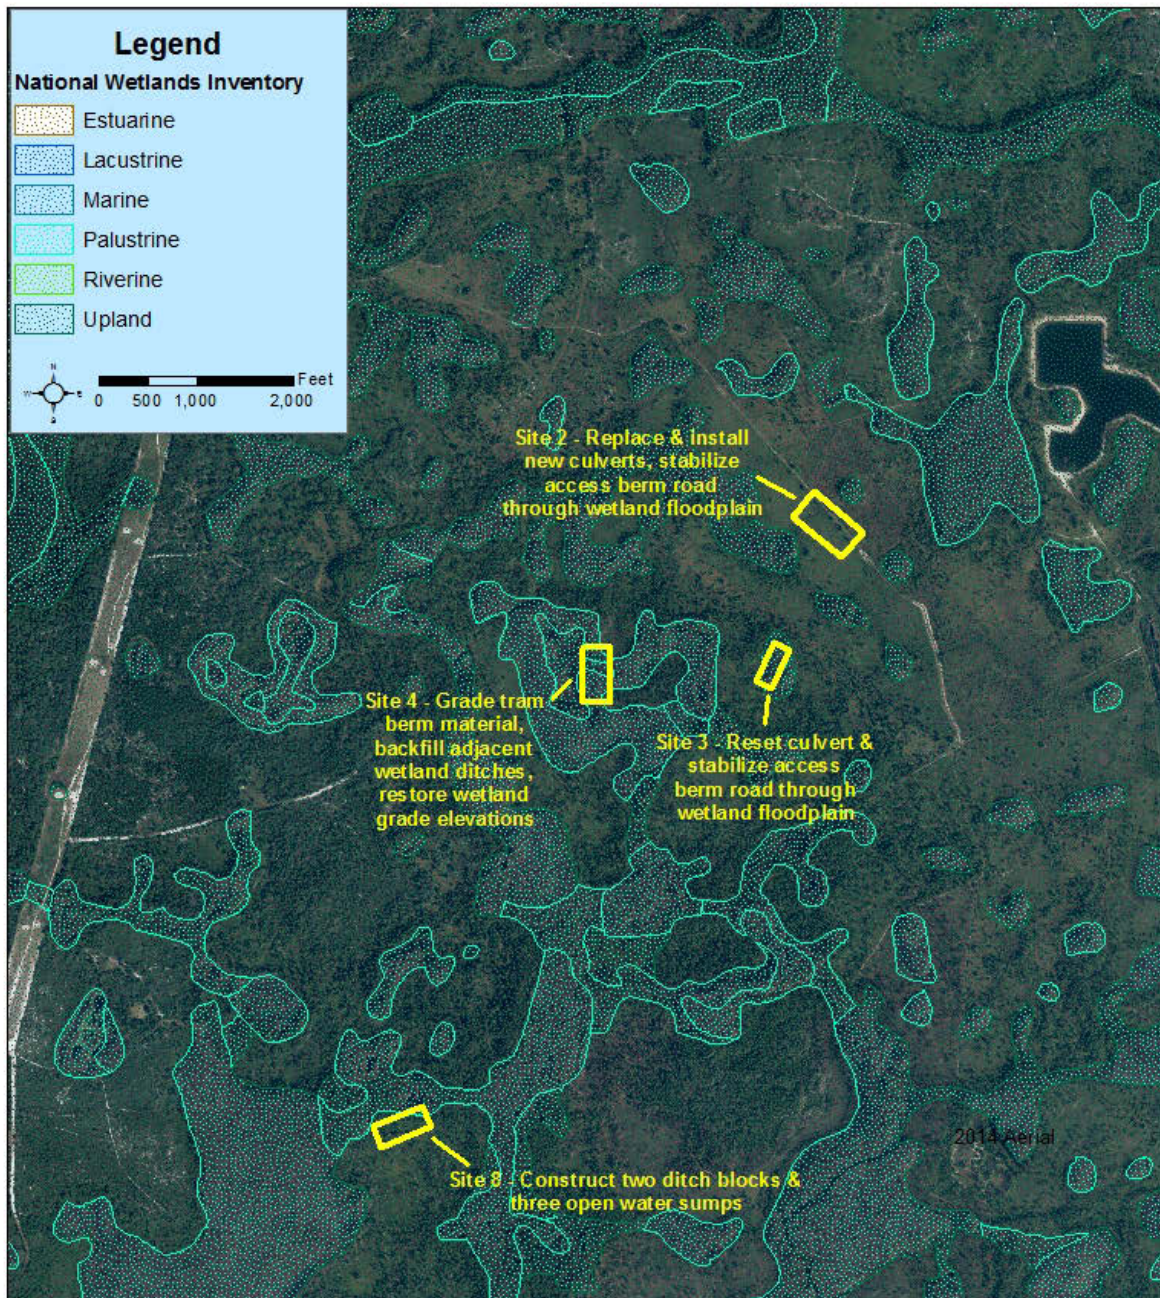 Legend
National Wetlands Inventory
Estuarine
Lacustrine
Marine
Palustrine
Riverine
Upland
N
W
E
S
Feet
0 500 1,000 2,000
Site 2 - Replace & install
new culverts, stabilize
access berm road
through wetland floodplain
Site 4 - Grade tram
berm material,
backfill adjacent
wetland ditches,
restore wetland
grade elevations
Site 3 - Reset culvert &
stabilize access
berm road through
wetland floodplain
2014 Aerial
Site 8 - Construct two ditch blocks &
three open water sumps